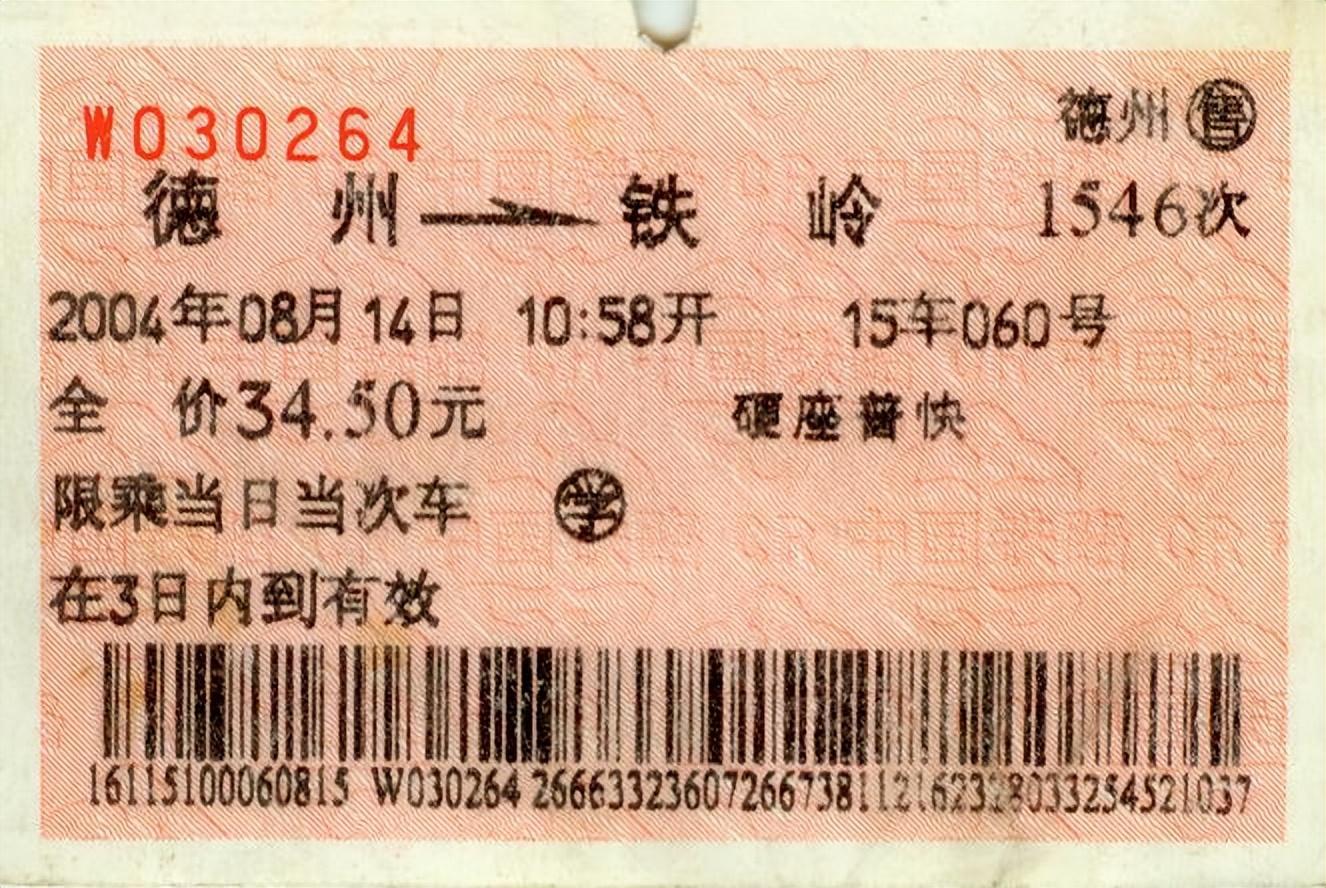 W030264
德州 售
德州→铁岭 1546次
2004年08月14日 10:58开 15车060号
全价34.50元 硬座普快
限乘当日当次车 学
在3日内到有效
16115100060815 W030264